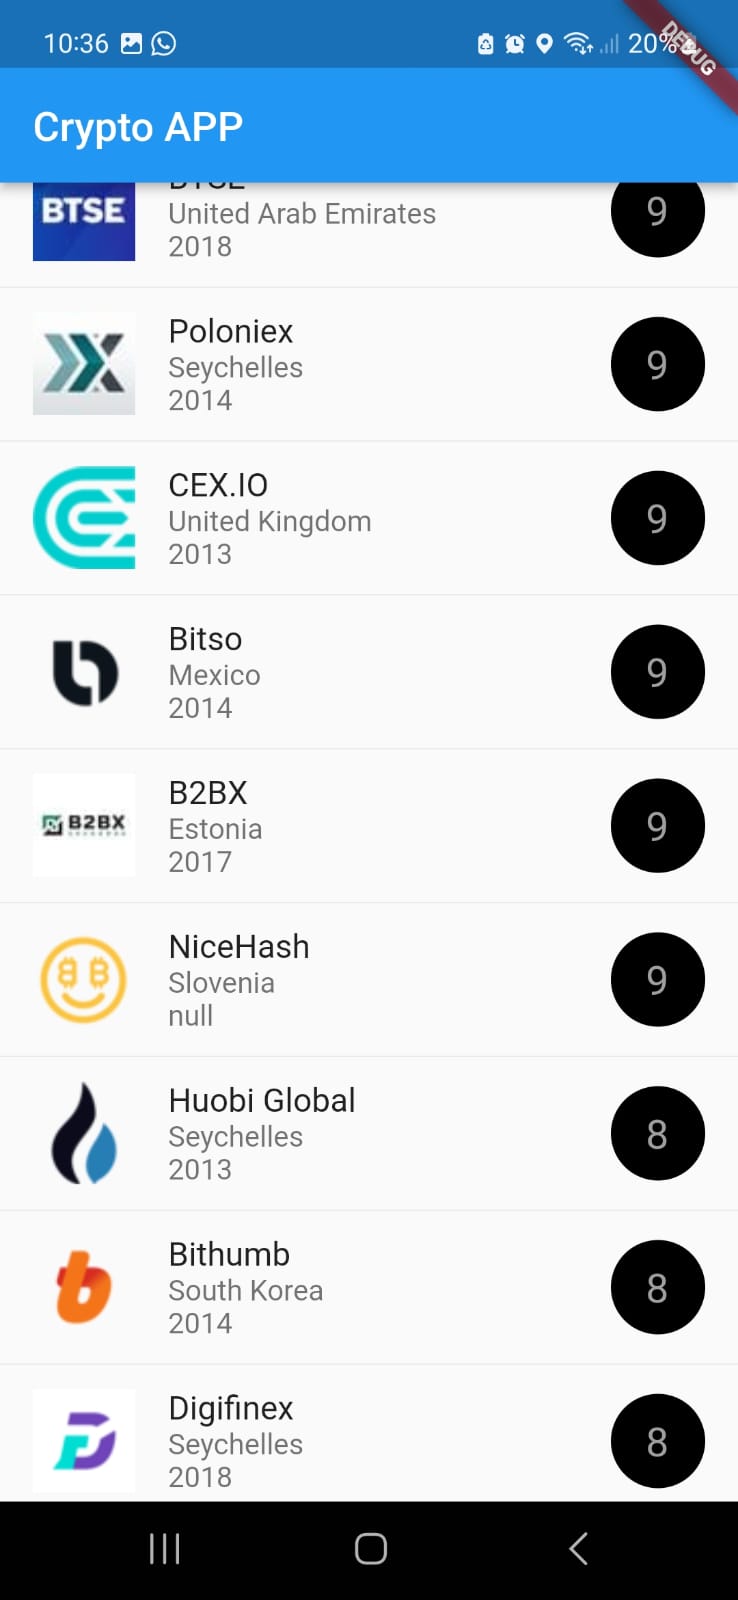 10:36
20%
DEBUG
Crypto APP
BTSE
BTSE
United Arab Emirates
2018
9
Poloniex
Seychelles
2014
9
CEX.IO
United Kingdom
2013
9
Bitso
Mexico
2014
9
B2BX
B2BX
Estonia
2017
9
NiceHash
Slovenia
null
9
Huobi Global
Seychelles
2013
8
Bithumb
South Korea
2014
8
Digifinex
Seychelles
2018
8